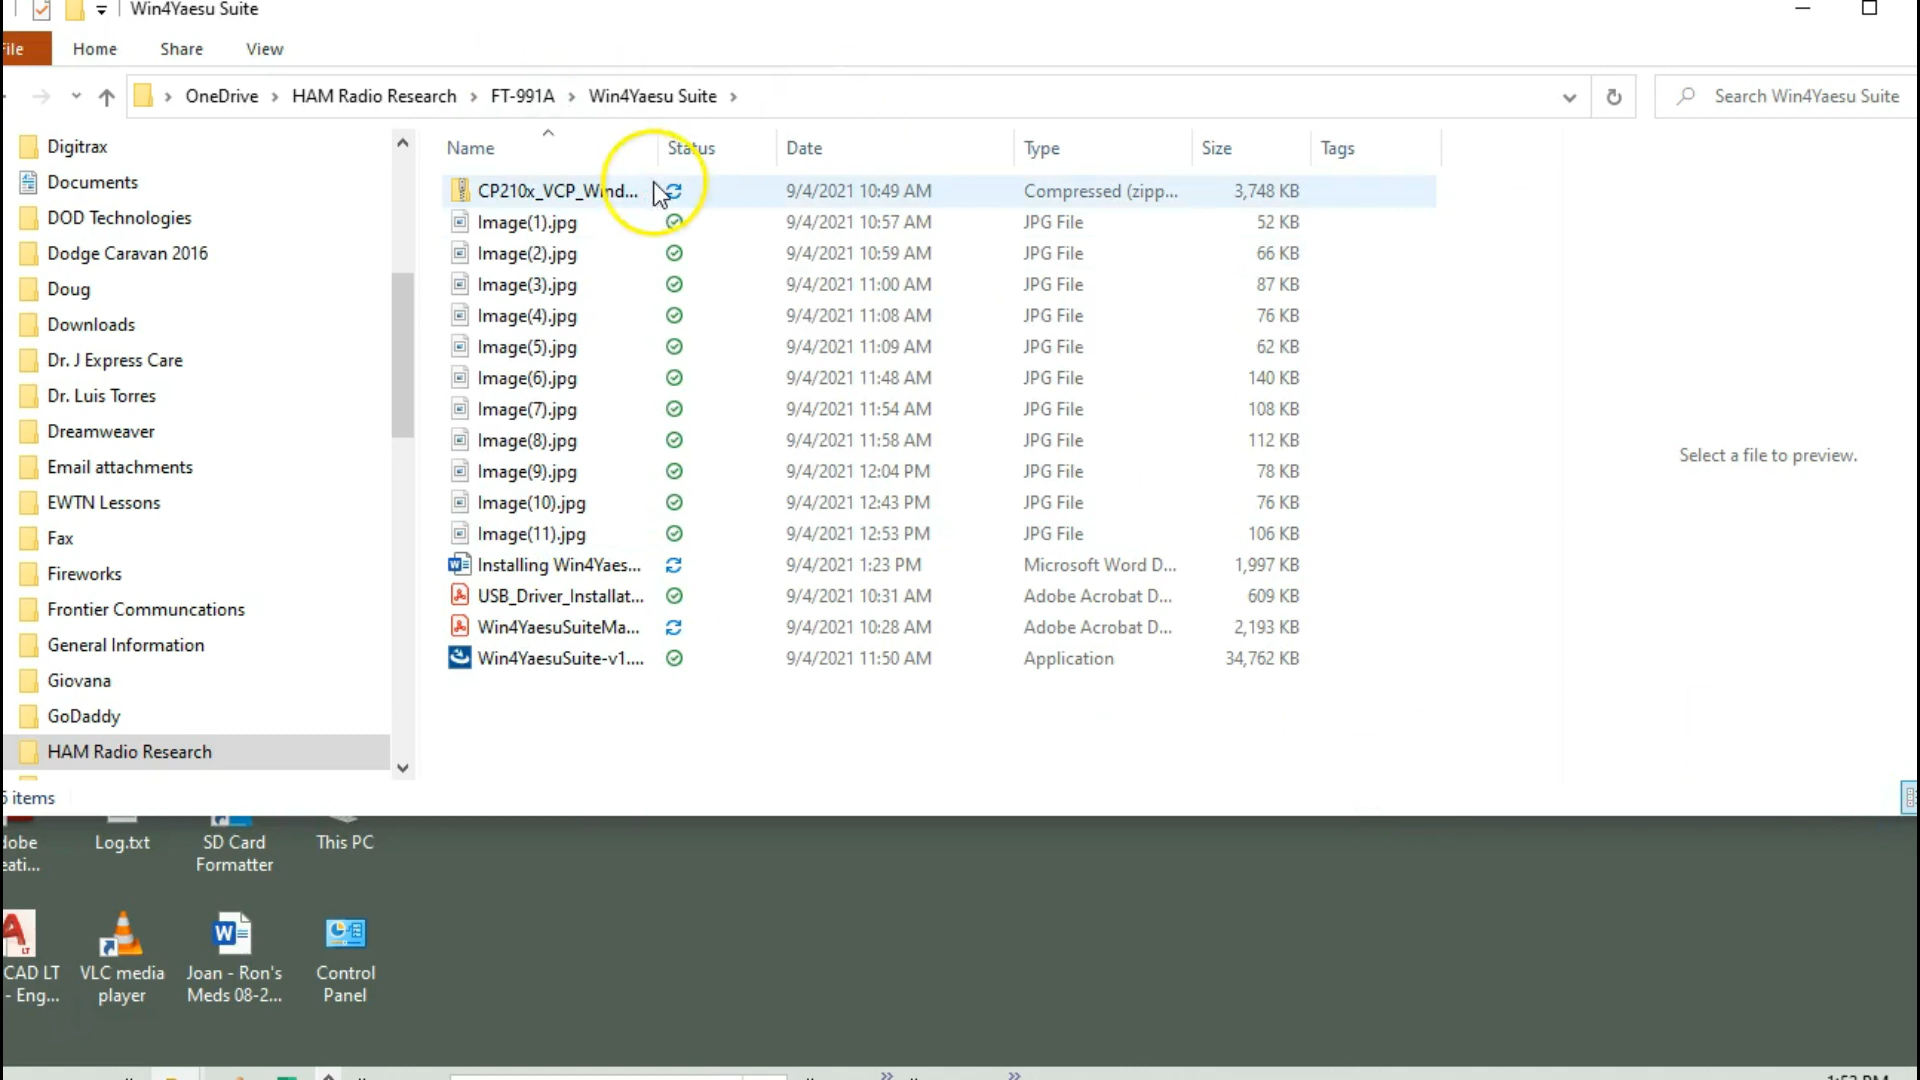 Win4Yaesu Suite
File Home Share View
OneDrive HAM Radio Research FT-991A Win4Yaesu Suite
Search Win4Yaesu Suite
Digitrax
Documents
DOD Technologies
Dodge Caravan 2016
Doug
Downloads
Dr. J Express Care
Dr. Luis Torres
Dreamweaver
Email attachments
EWTN Lessons
Fax
Fireworks
Frontier Communcations
General Information
Giovana
GoDaddy
HAM Radio Research
Name Status Date Type Size Tags
CP210x_VCP_Wind... 9/4/2021 10:49 AM Compressed (zipp... 3,748 KB
Image(1).jpg 9/4/2021 10:57 AM JPG File 52 KB
Image(2).jpg 9/4/2021 10:59 AM JPG File 66 KB
Image(3).jpg 9/4/2021 11:00 AM JPG File 87 KB
Image(4).jpg 9/4/2021 11:08 AM JPG File 76 KB
Image(5).jpg 9/4/2021 11:09 AM JPG File 62 KB
Image(6).jpg 9/4/2021 11:48 AM JPG File 140 KB
Image(7).jpg 9/4/2021 11:54 AM JPG File 108 KB
Image(8).jpg 9/4/2021 11:58 AM JPG File 112 KB
Image(9).jpg 9/4/2021 12:04 PM JPG File 78 KB
Image(10).jpg 9/4/2021 12:43 PM JPG File 76 KB
Image(11).jpg 9/4/2021 12:53 PM JPG File 106 KB
Installing Win4Yaes... 9/4/2021 1:23 PM Microsoft Word D... 1,997 KB
USB_Driver_Installat... 9/4/2021 10:31 AM Adobe Acrobat D... 609 KB
Win4YaesuSuiteMa... 9/4/2021 10:28 AM Adobe Acrobat D... 2,193 KB
Win4YaesuSuite-v1.... 9/4/2021 11:50 AM Application 34,762 KB
Select a file to preview.
items
Log.txt
SD Card
Formatter
This PC
CAD LT
- Eng...
VLC media
player
Joan - Ron's
Meds 08-2...
Control
Panel